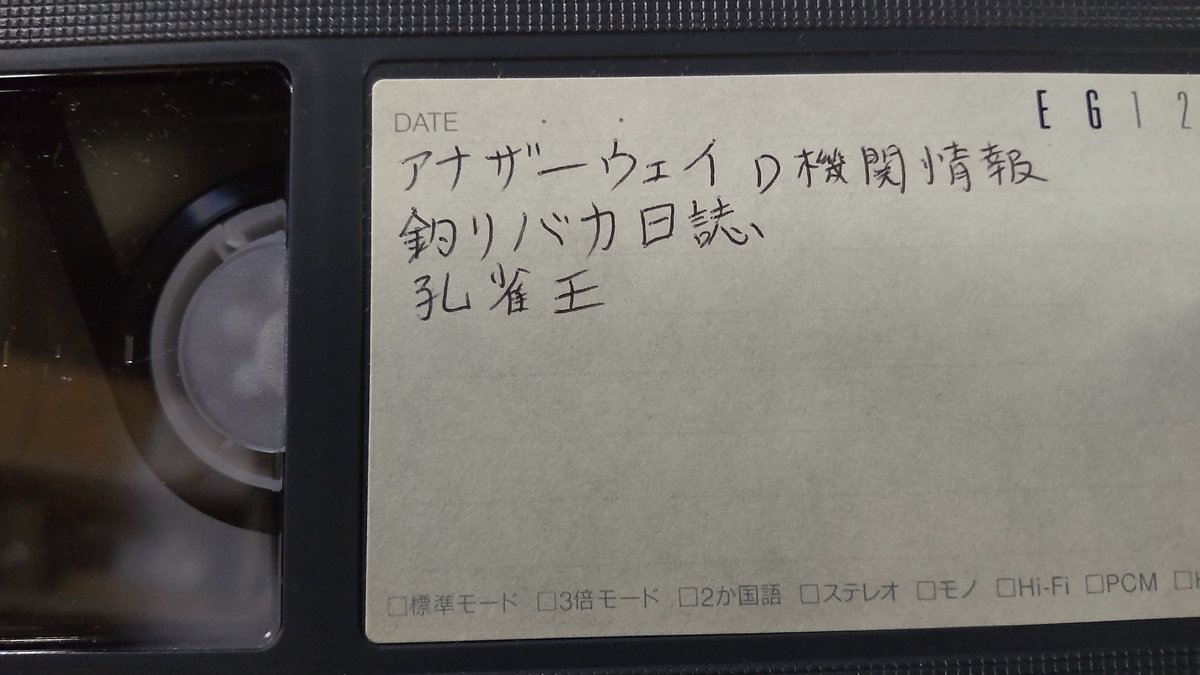 DATE . .
EG12
アナザーウェイ D機関情報
釣りバカ日誌
孔雀王
□標準モード □3倍モード □2か国語 □ステレオ □モノ □Hi-Fi □PCM □H